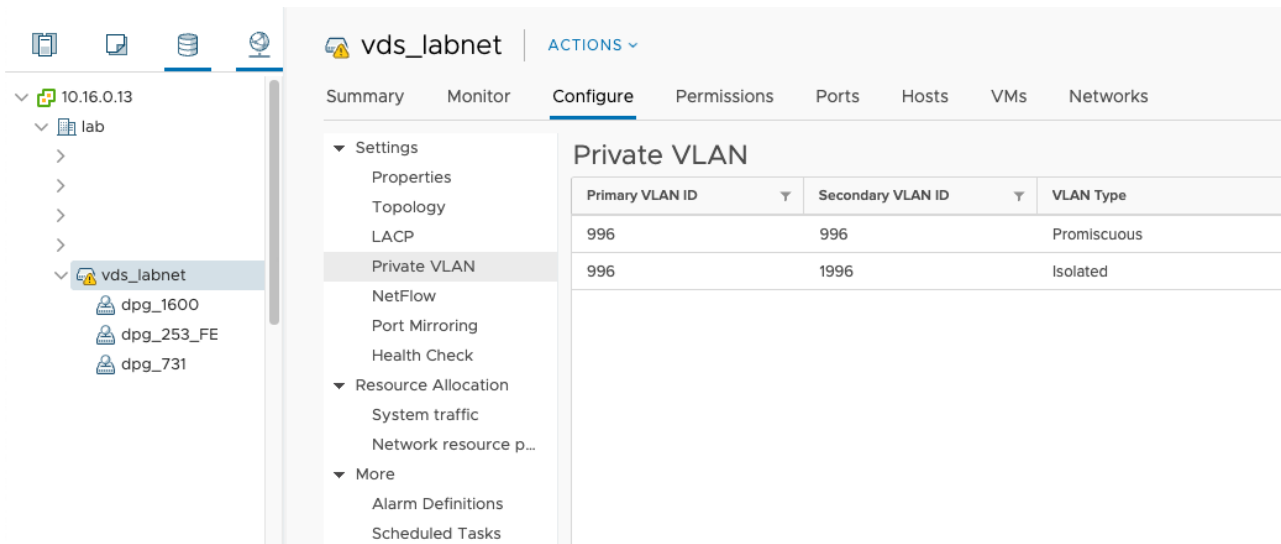 vds_labnet
ACTIONS
10.16.0.13
lab
vds_labnet
dpg_1600
dpg_253_FE
dpg_731
Summary Monitor Configure Permissions Ports Hosts VMs Networks
Settings
Properties
Topology
LACP
Private VLAN
NetFlow
Port Mirroring
Health Check
Resource Allocation
System traffic
Network resource p...
More
Alarm Definitions
Scheduled Tasks
Private VLAN
Primary VLAN ID Secondary VLAN ID VLAN Type
996 996 Promiscuous
996 1996 Isolated